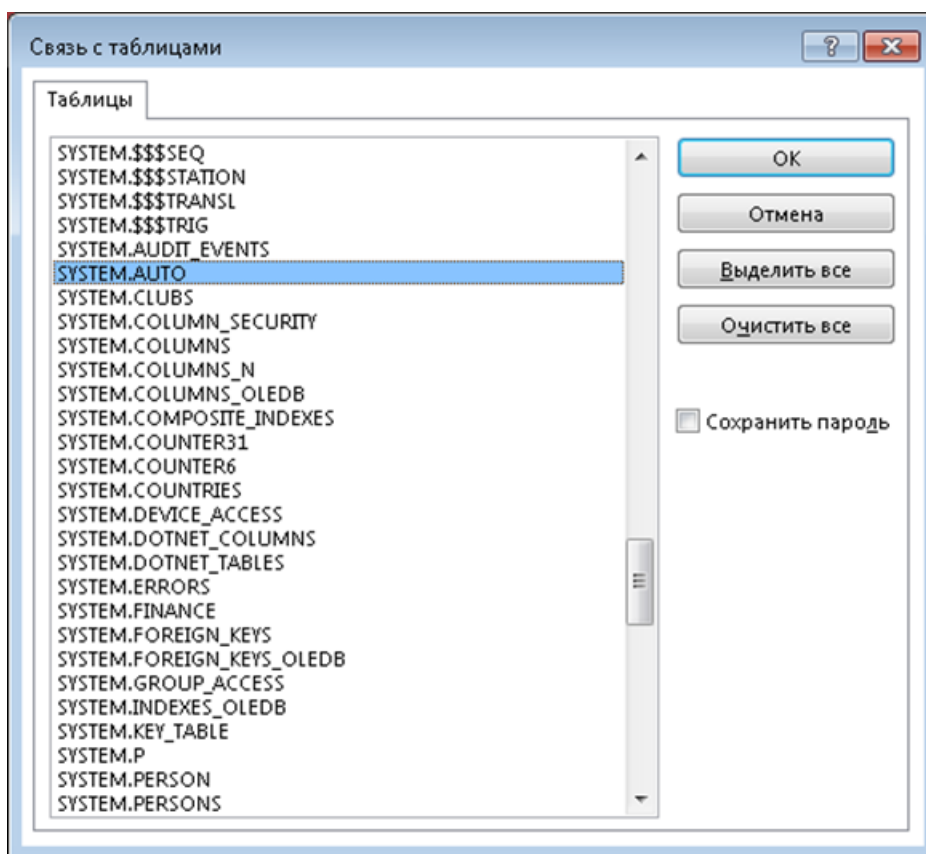 Связь с таблицами
Таблицы
SYSTEM.$$$SEQ
SYSTEM.$$$STATION
SYSTEM.$$$TRANSL
SYSTEM.$$$TRIG
SYSTEM.AUDIT_EVENTS
SYSTEM.AUTO
SYSTEM.CLUBS
SYSTEM.COLUMN_SECURITY
SYSTEM.COLUMNS
SYSTEM.COLUMNS_N
SYSTEM.COLUMNS_OLEDB
SYSTEM.COMPOSITE_INDEXES
SYSTEM.COUNTER31
SYSTEM.COUNTER6
SYSTEM.COUNTRIES
SYSTEM.DEVICE_ACCESS
SYSTEM.DOTNET_COLUMNS
SYSTEM.DOTNET_TABLES
SYSTEM.ERRORS
SYSTEM.FINANCE
SYSTEM.FOREIGN_KEYS
SYSTEM.FOREIGN_KEYS_OLEDB
SYSTEM.GROUP_ACCESS
SYSTEM.INDEXES_OLEDB
SYSTEM.KEY_TABLE
SYSTEM.P
SYSTEM.PERSON
SYSTEM.PERSONS
OK
Отмена
Выделить все
Очистить все
Сохранить пароль